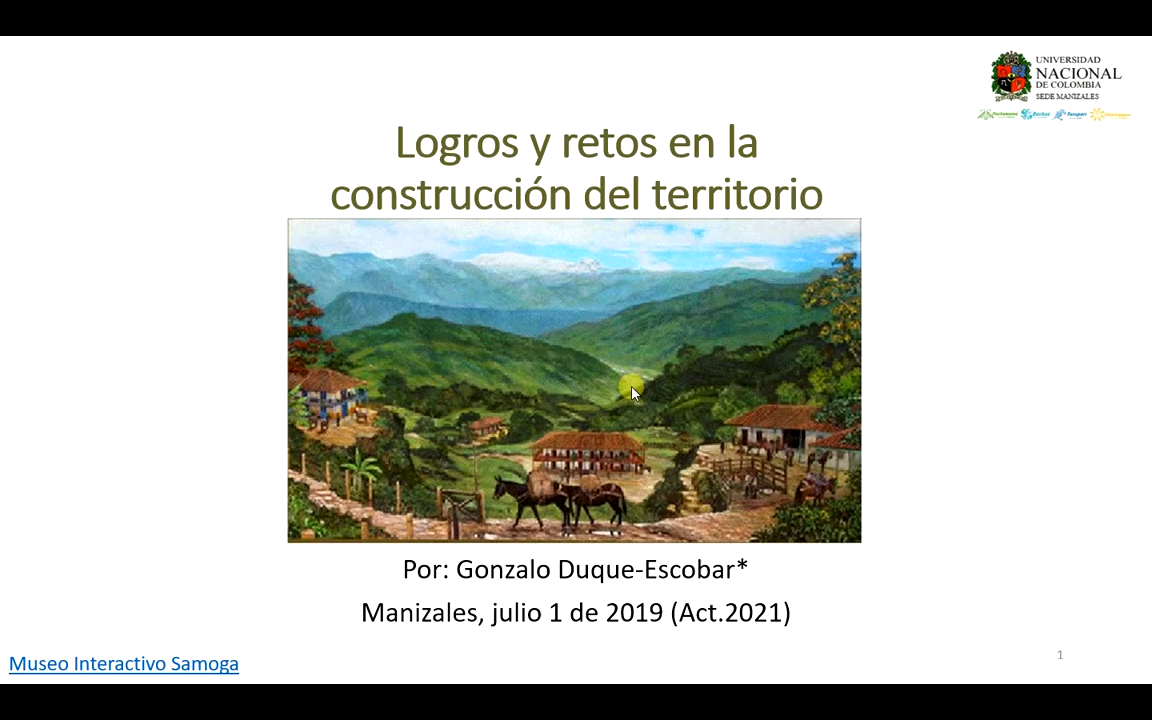 UNIVERSIDAD
NACIONAL
DE COLOMBIA
SEDE MANIZALES
Logros y retos en la
construcción del territorio
Por: Gonzalo Duque-Escobar*
Manizales, julio 1 de 2019 (Act.2021)
Museo Interactivo Samoga
1